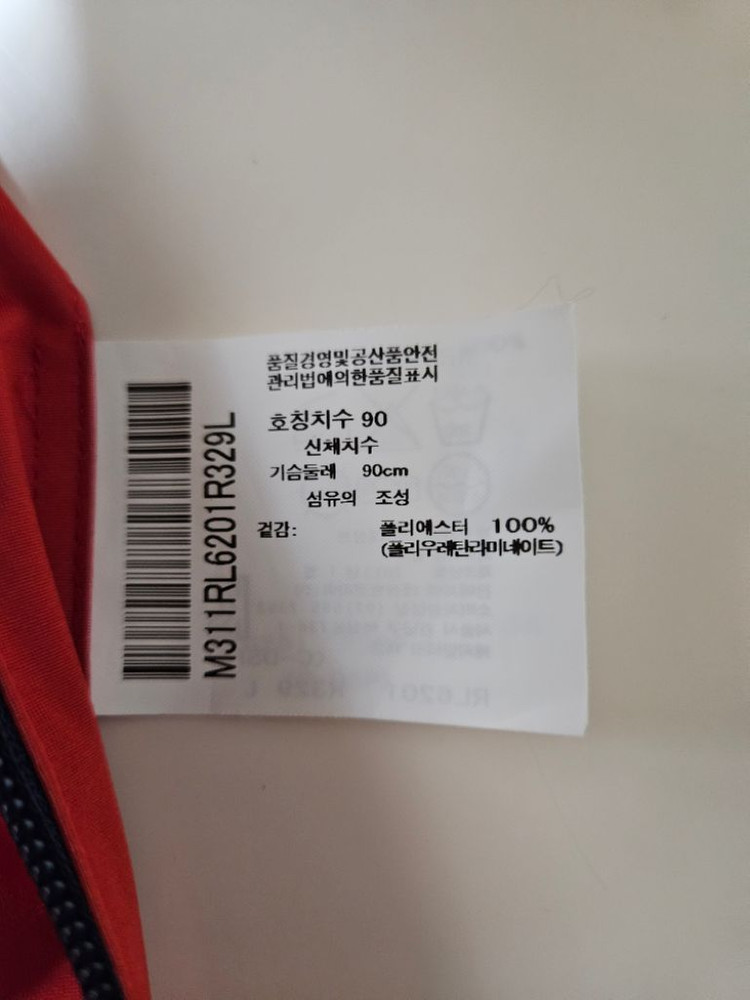 품질경영및공산품안전
관리법에의한품질표시
호칭치수 90
신체치수
가슴둘레 90cm
섬유의 조성
겉감: 폴리에스터 100%
(폴리우레탄라미네이트)
M311RL6201R329L
RL6201 R329 L